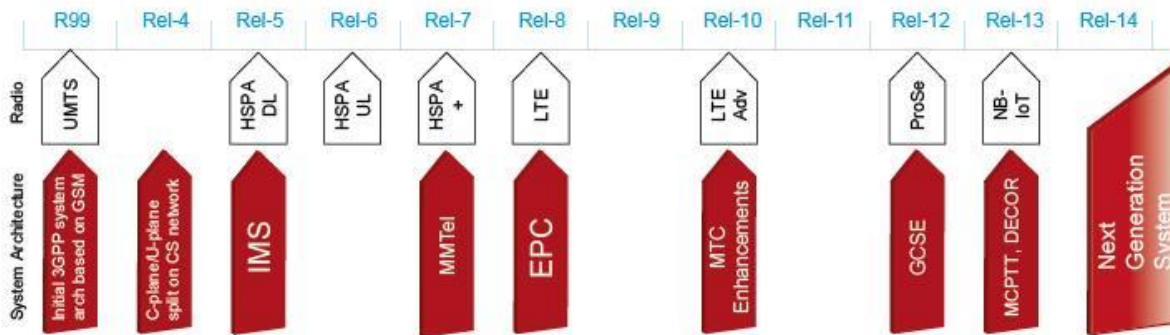 R99 Rel-4 Rel-5 Rel-6 Rel-7 Rel-8 Rel-9 Rel-10 Rel-11 Rel-12 Rel-13 Rel-14
Radio
UMTS
HSPA
DL
HSPA
UL
HSPA
+
LTE
LTE
Adv
ProSe
NB-
IoT
System Architecture
Initial 3GPP system
arch based on GSM
C-plane/U-plane
split on CS network
IMS
MMTel
EPC
MTC
Enhancements
GCSE
MCPTT, DECOR
Next
Generation
System